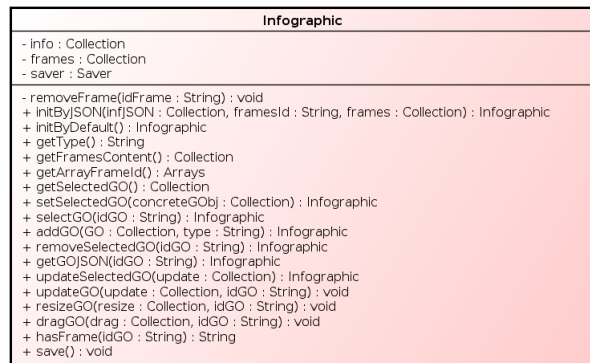 Infographic
- info : Collection
- frames : Collection
- saver : Saver
- removeFrame(idFrame : String) : void
+ initByJSON(infJSON : Collection, framesId : String, frames : Collection) : Infographic
+ initByDefault() : Infographic
+ getType() : String
+ getFramesContent() : Collection
+ getArrayFrameId() : Arrays
+ getSelectedGO() : Collection
+ setSelectedGO(concreteGObj : Collection) : Infographic
+ selectGO(idGO : String) : Infographic
+ addGO(GO : Collection, type : String) : Infographic
+ removeSelectedGO(idGO : String) : Infographic
+ getGOJSON(idGO : String) : Infographic
+ updateSelectedGO(update : Collection) : Infographic
+ updateGO(update : Collection, idGO : String) : void
+ resizeGO(resize : Collection, idGO : String) : void
+ dragGO(drag : Collection, idGO : String) : void
+ hasFrame(idGO : String) : String
+ save() : void